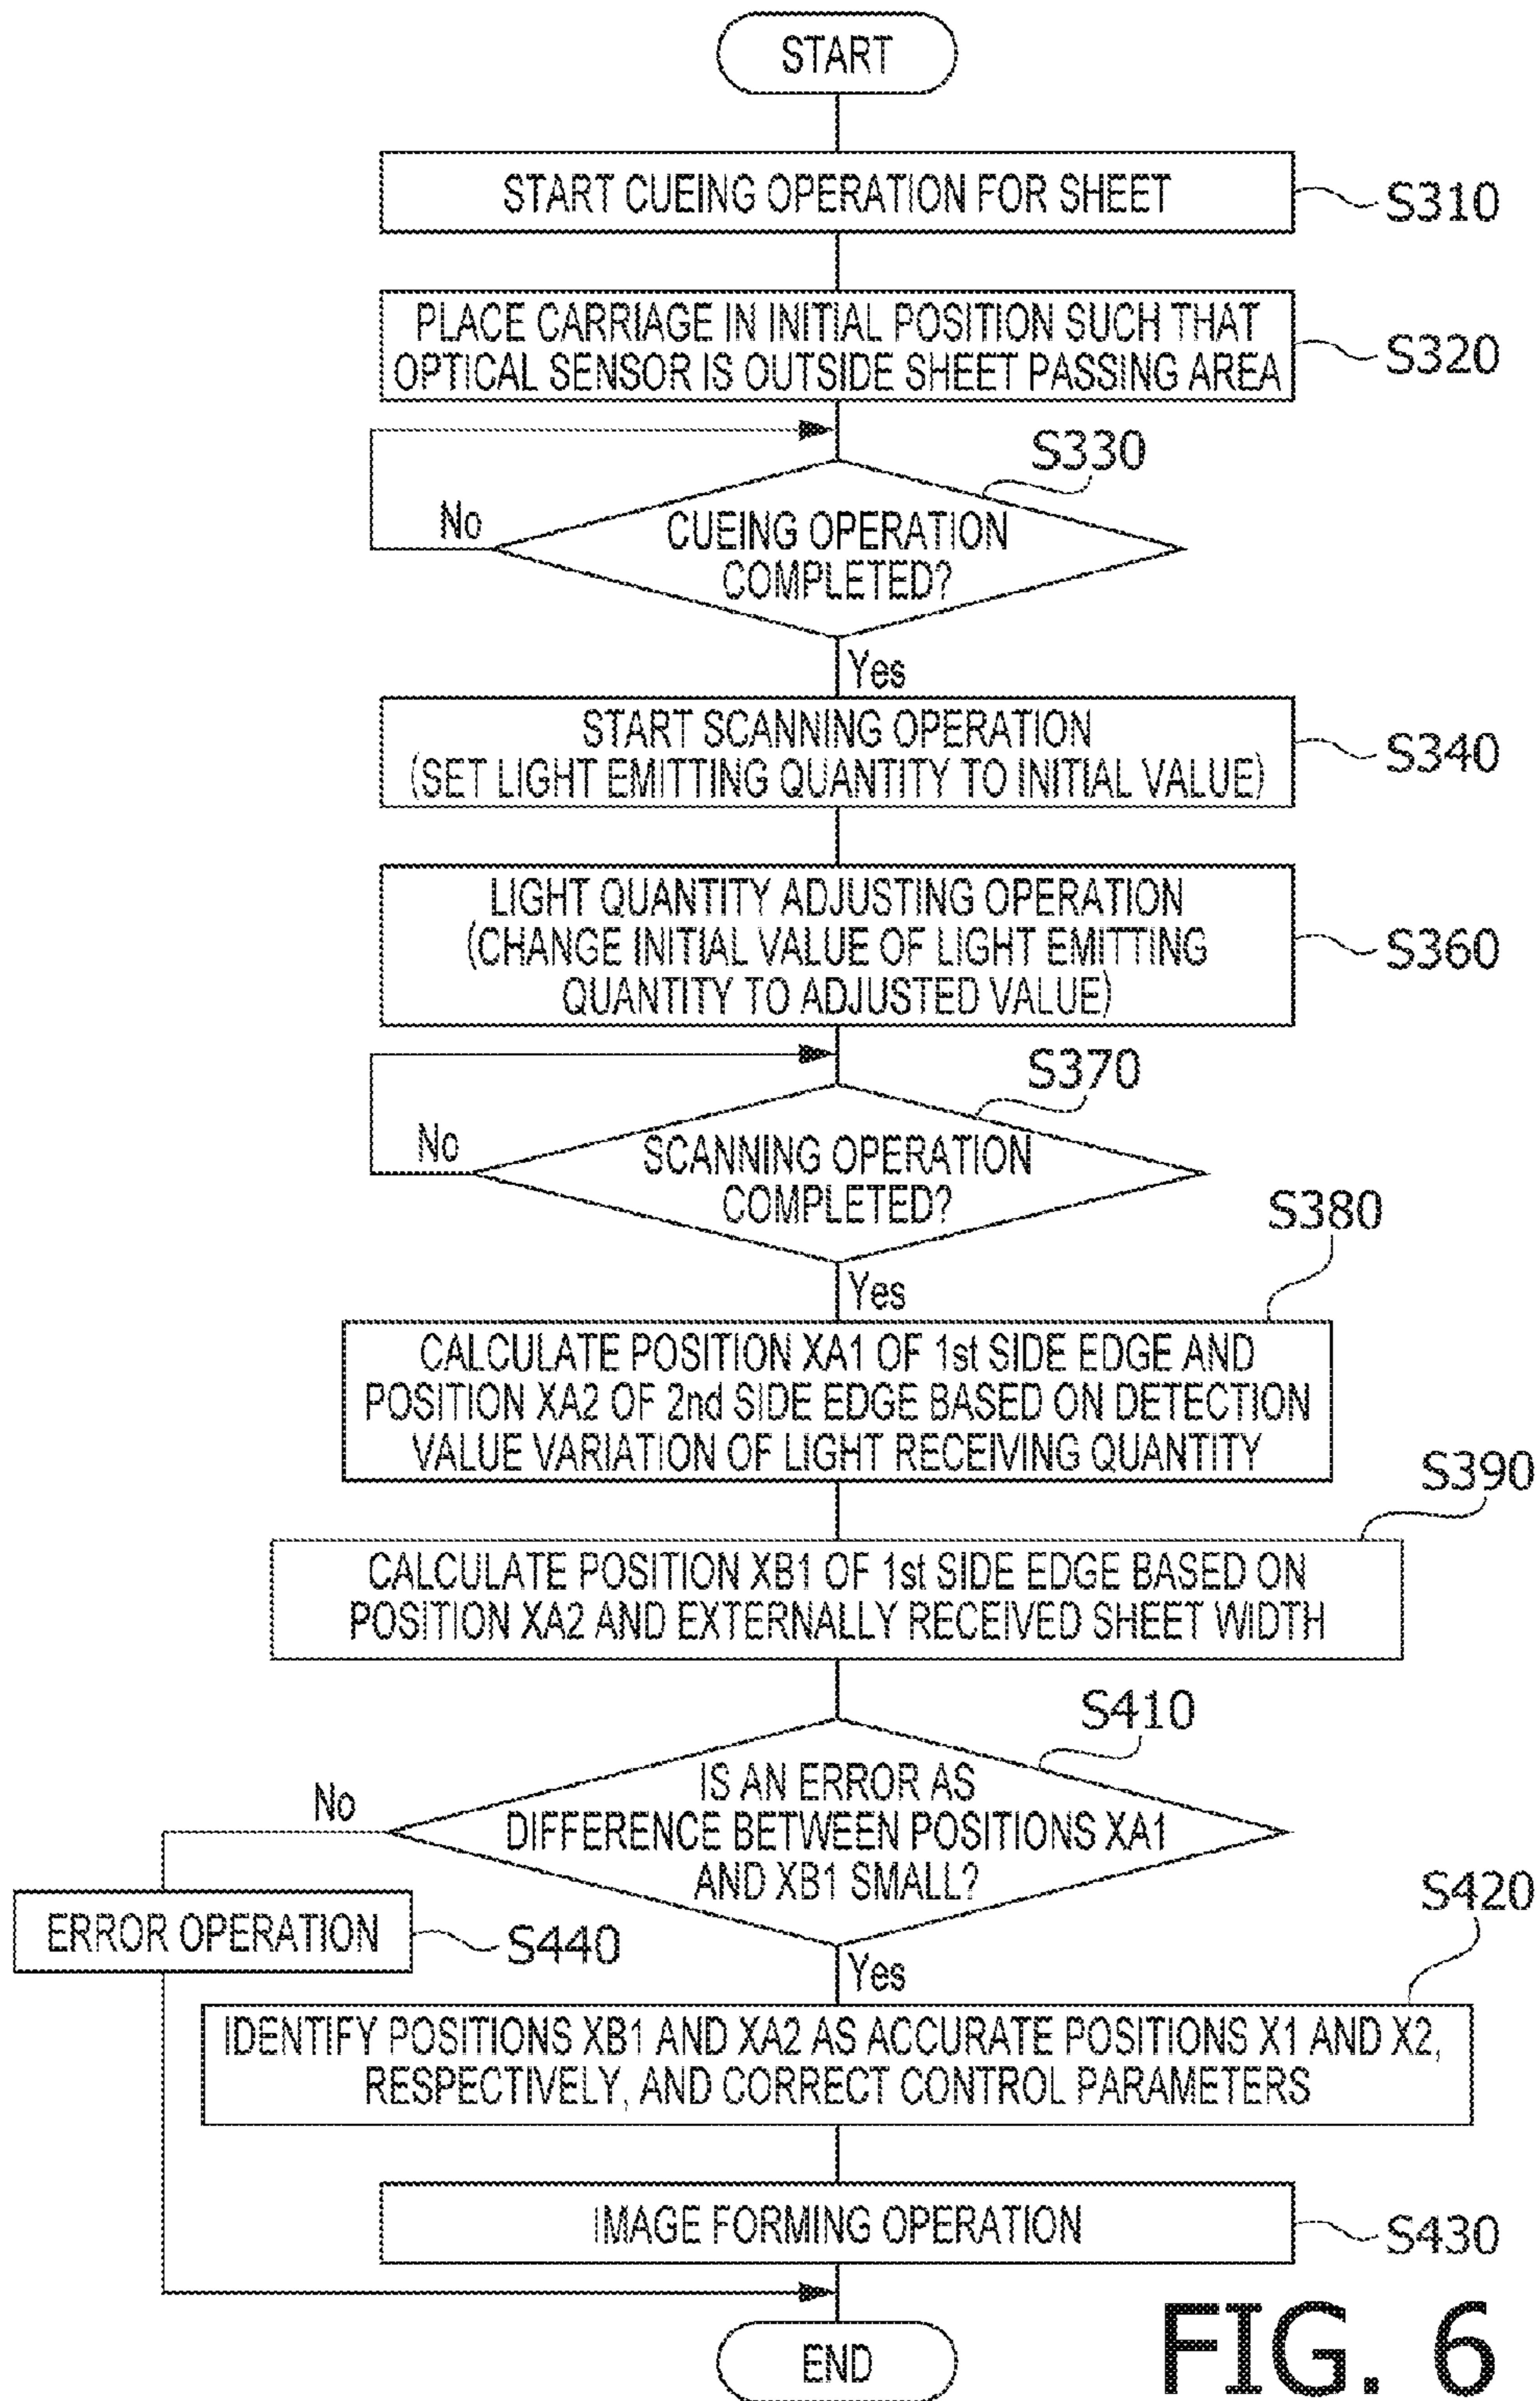 START
START CUEING OPERATION FOR SHEET
S310
PLACE CARRIAGE IN INITIAL POSITION SUCH THAT
OPTICAL SENSOR IS OUTSIDE SHEET PASSING AREA
S320
S330
No
CUEING OPERATION
COMPLETED?
Yes
START SCANNING OPERATION
(SET LIGHT EMITTING QUANTITY TO INITIAL VALUE)
S340
LIGHT QUANTITY ADJUSTING OPERATION
(CHANGE INITIAL VALUE OF LIGHT EMITTING
QUANTITY TO ADJUSTED VALUE)
S360
S370
No
SCANNING OPERATION
COMPLETED?
S380
Yes
CALCULATE POSITION XA1 OF 1st SIDE EDGE AND
POSITION XA2 OF 2nd SIDE EDGE BASED ON DETECTION
VALUE VARIATION OF LIGHT RECEIVING QUANTITY
S390
CALCULATE POSITION XB1 OF 1st SIDE EDGE BASED ON
POSITION XA2 AND EXTERNALLY RECEIVED SHEET WIDTH
S410
No
IS AN ERROR AS
DIFFERENCE BETWEEN POSITIONS XA1
AND XB1 SMALL?
S420
ERROR OPERATION
S440
Yes
IDENTIFY POSITIONS XB1 AND XA2 AS ACCURATE POSITIONS X1 AND X2,
RESPECTIVELY, AND CORRECT CONTROL PARAMETERS
IMAGE FORMING OPERATION
S430
END
FIG. 6